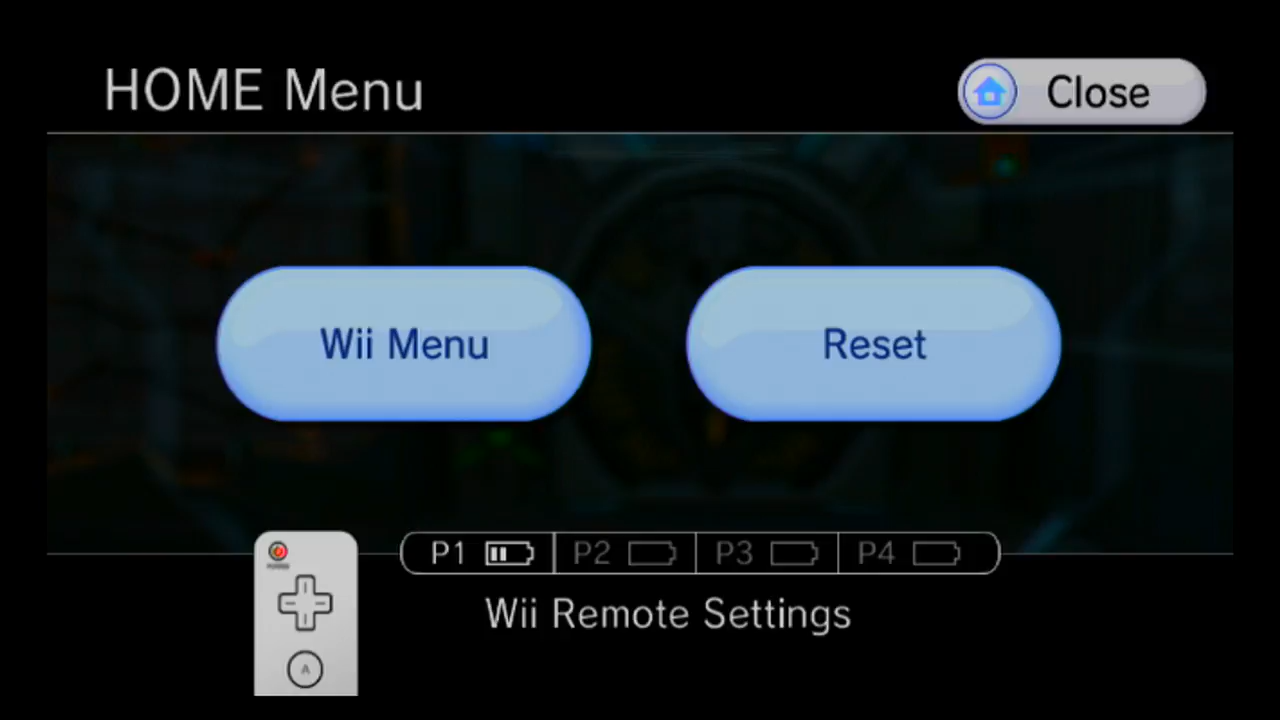 HOME Menu
Close
Wii Menu
Reset
P1
P2
P3
P4
Wii Remote Settings
A